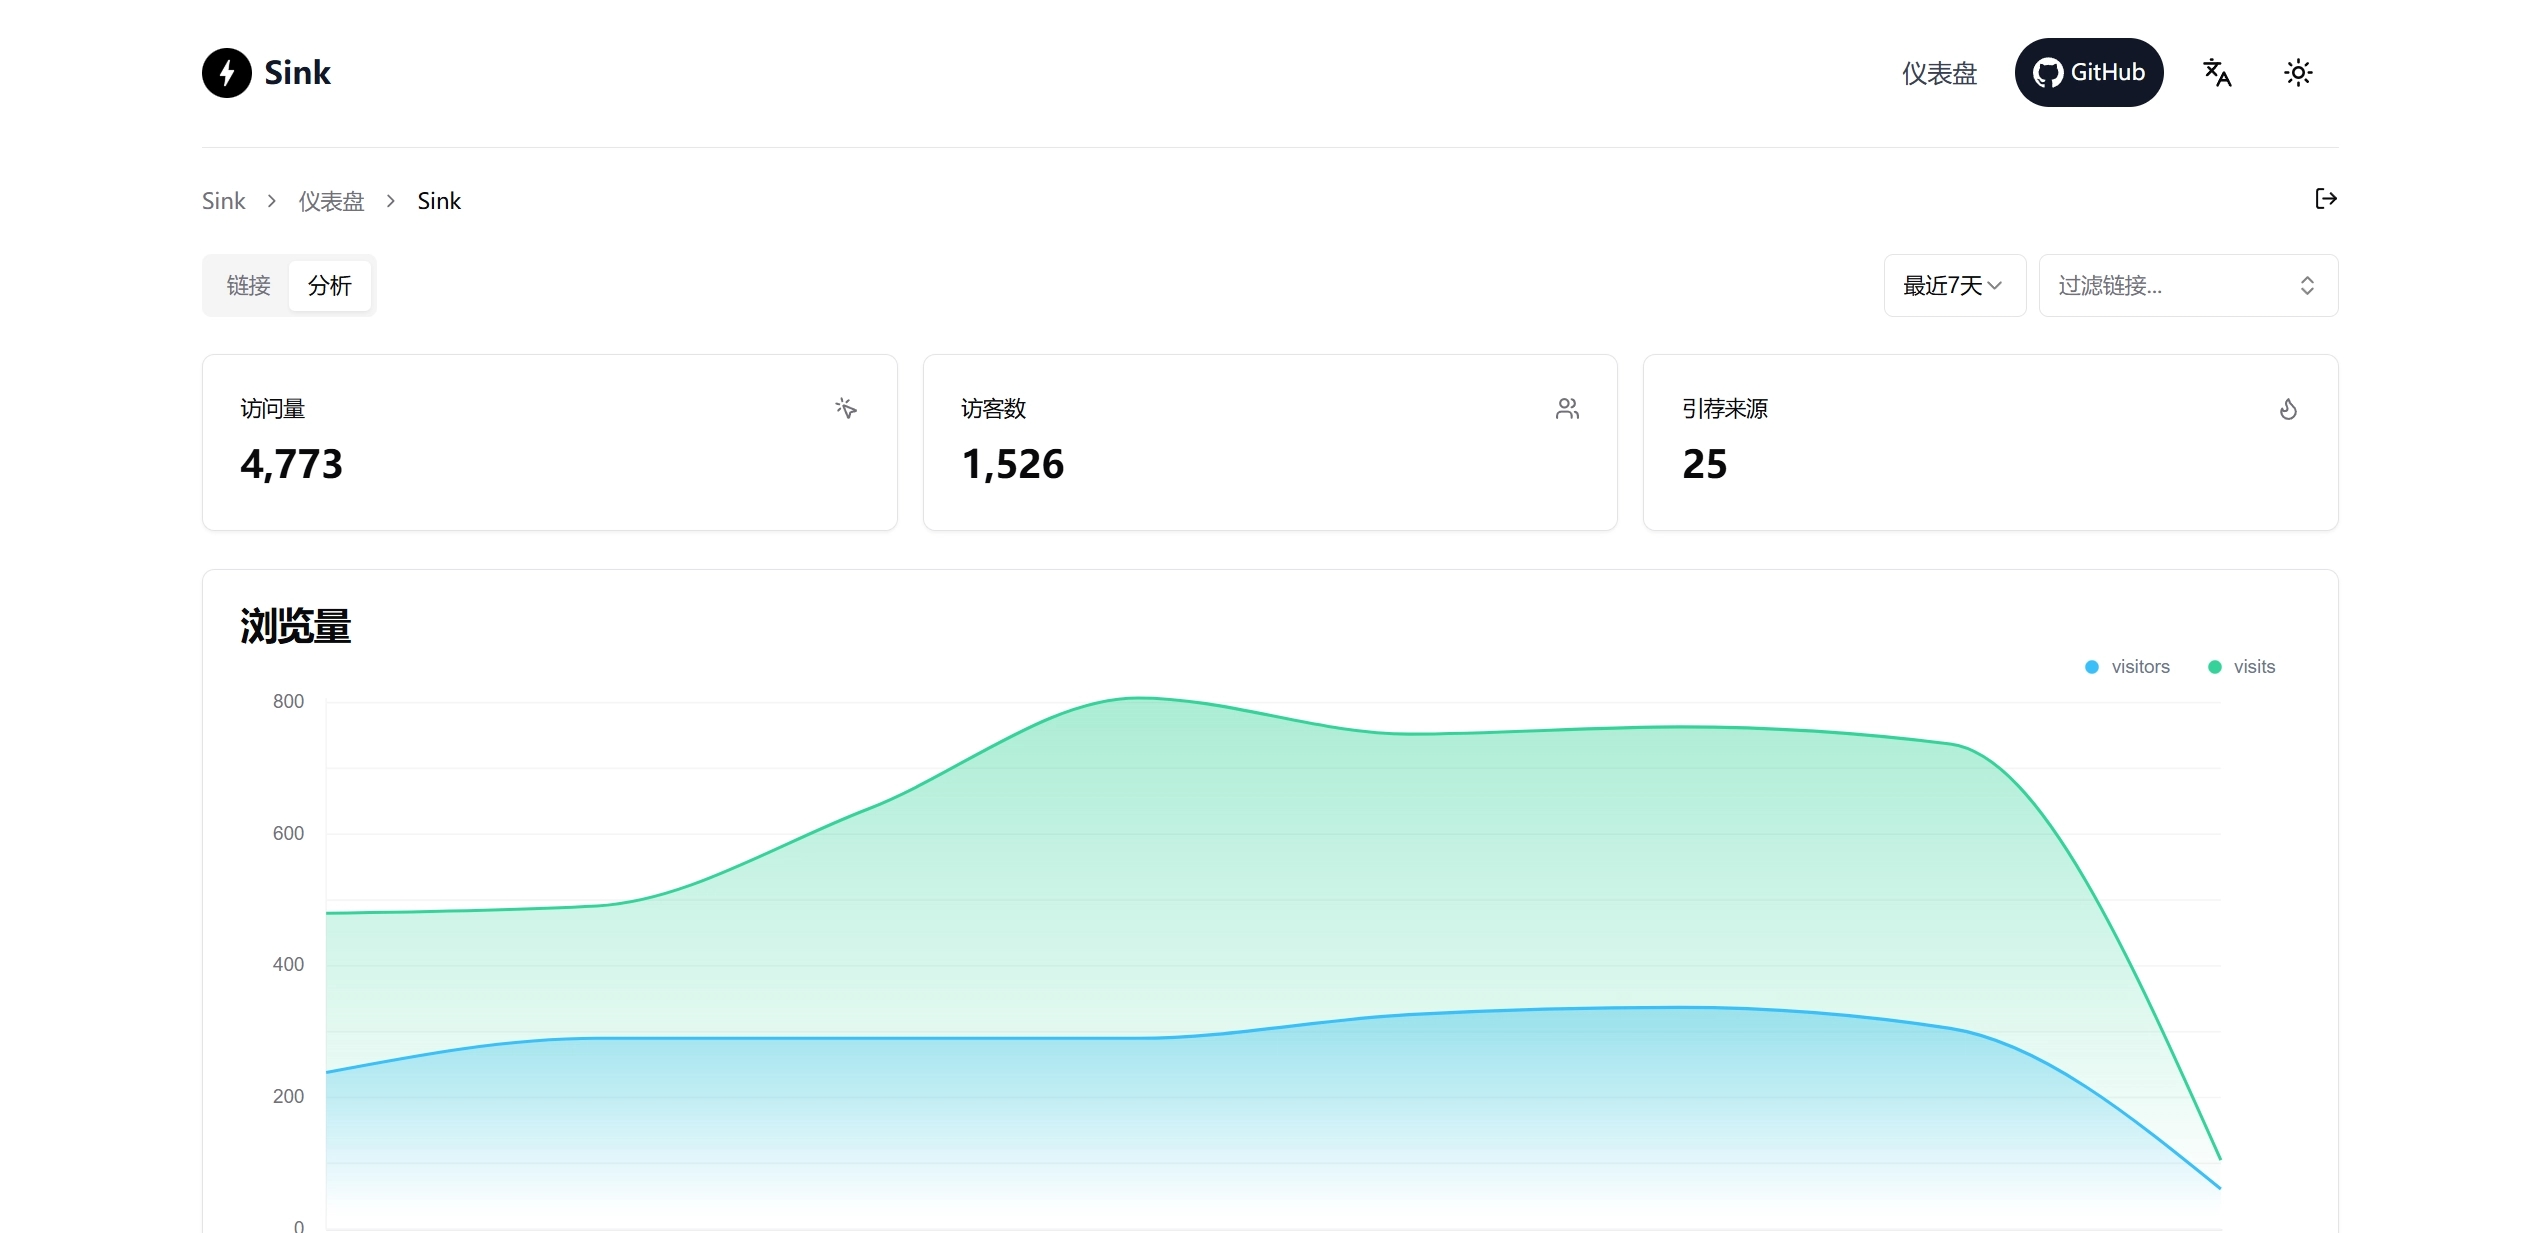 Sink
仪表盘
GitHub
Sink > 仪表盘 > Sink
链接
分析
最近7天
过滤链接...
访问量
4,773
访客数
1,526
引荐来源
25
浏览量
visitors
visits
800
600
400
200
0